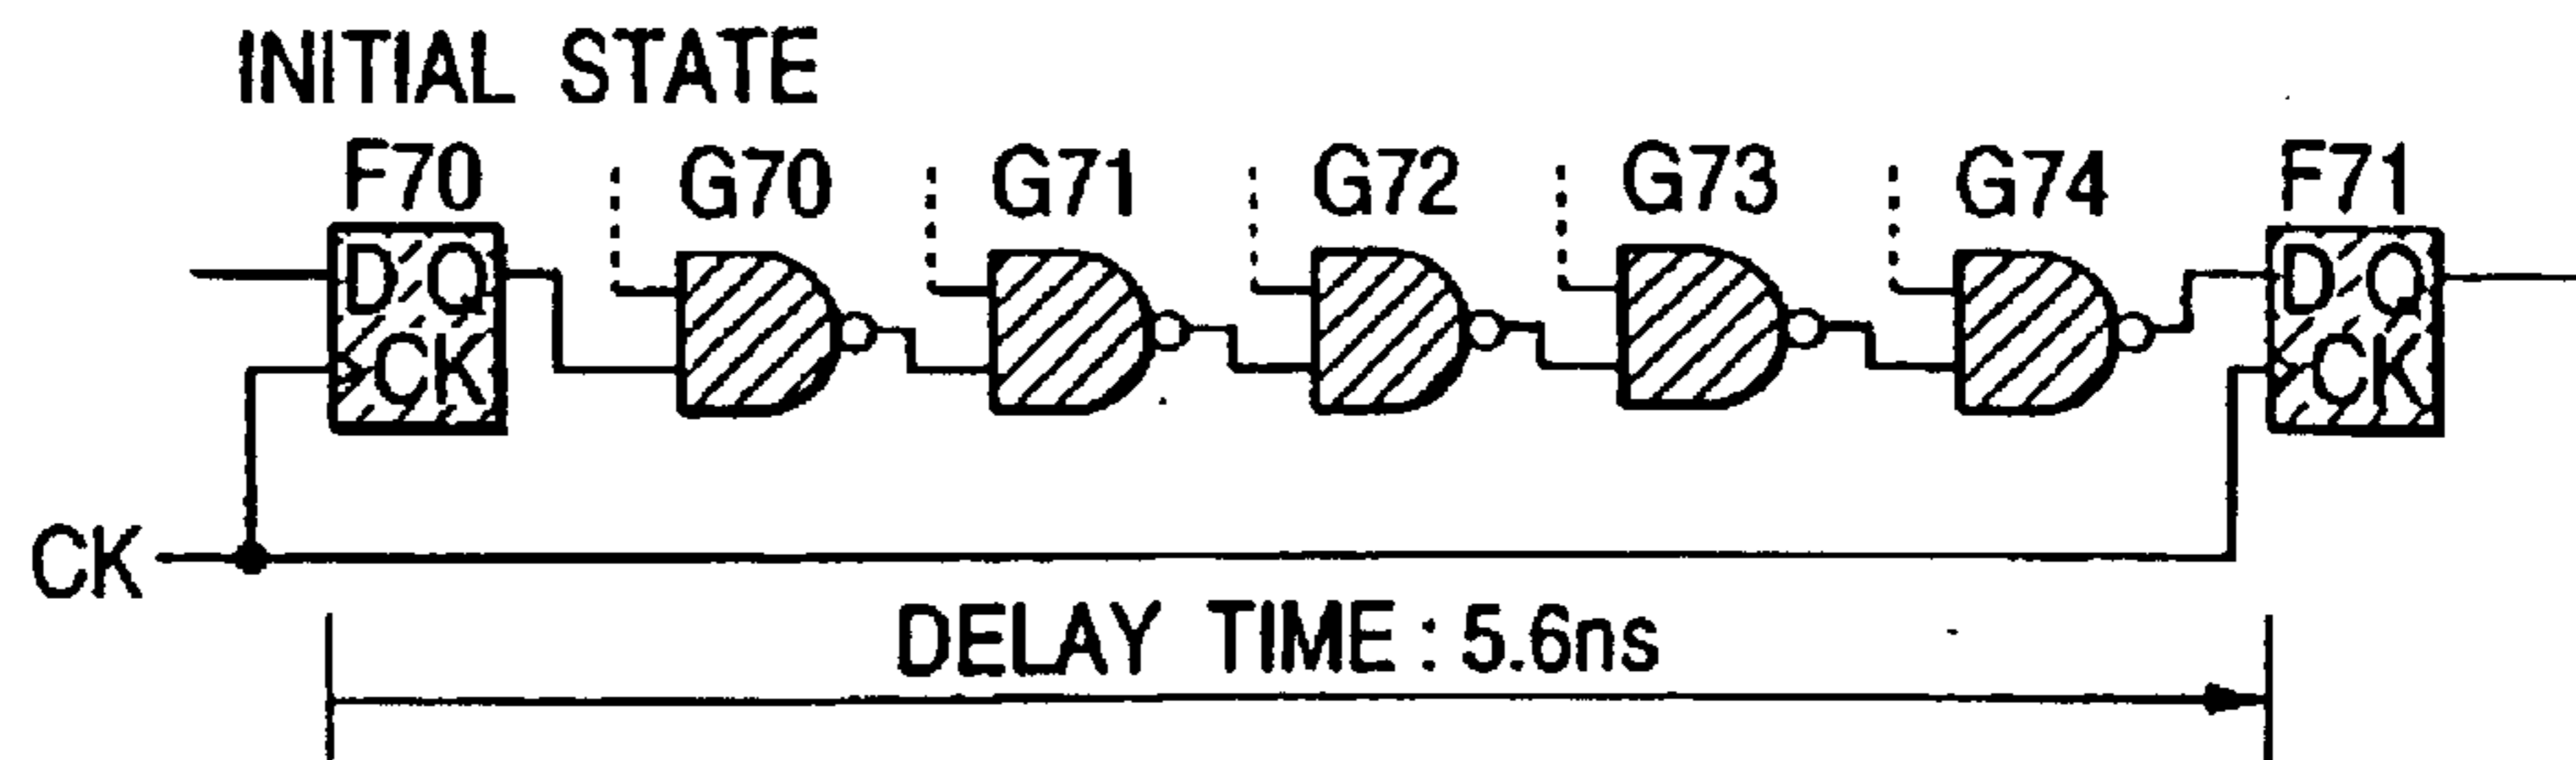 INITIAL STATE
F70 G70 G71 G72 G73 G74 F71
D Q D Q
CK CK
CK
DELAY TIME : 5.6ns